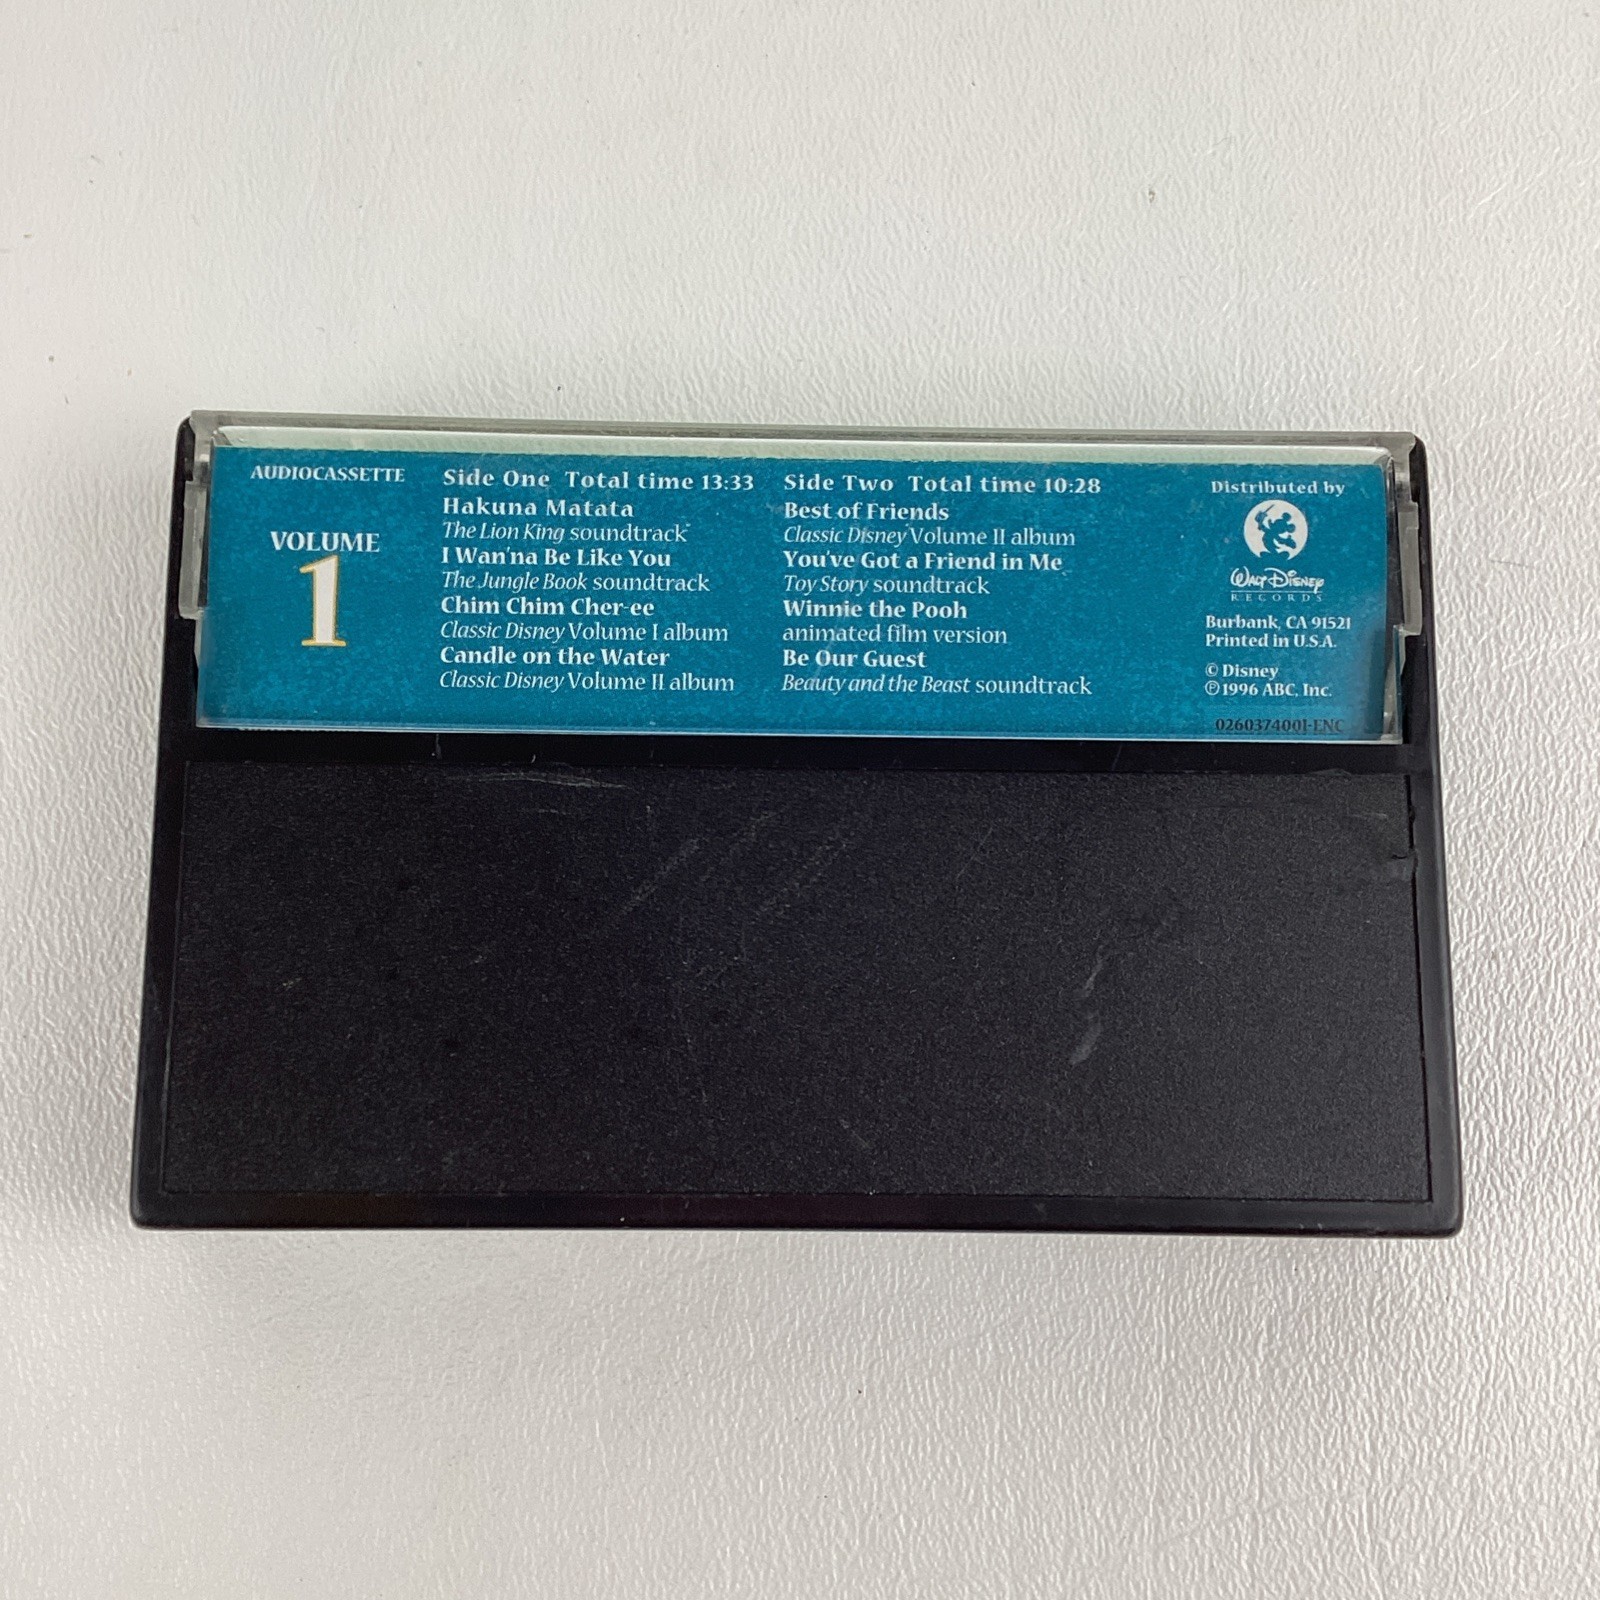 AUDIOCASSETTE
VOLUME
1
Side One Total time 13:33
Hakuna Matata
The Lion King soundtrack
I Wan'na Be Like You
The Jungle Book soundtrack
Chim Chim Cher-ee
Classic Disney Volume I album
Candle on the Water
Classic Disney Volume II album
Side Two Total time 10:28
Best of Friends
Classic Disney Volume II album
You've Got a Friend in Me
Toy Story soundtrack
Winnie the Pooh
animated film version
Be Our Guest
Beauty and the Beast soundtrack
Distributed by
Walt Disney
RECORDS
Burbank, CA 91521
Printed in U.S.A.
© Disney
℗ 1996 ABC, Inc.
0260374001-ENC